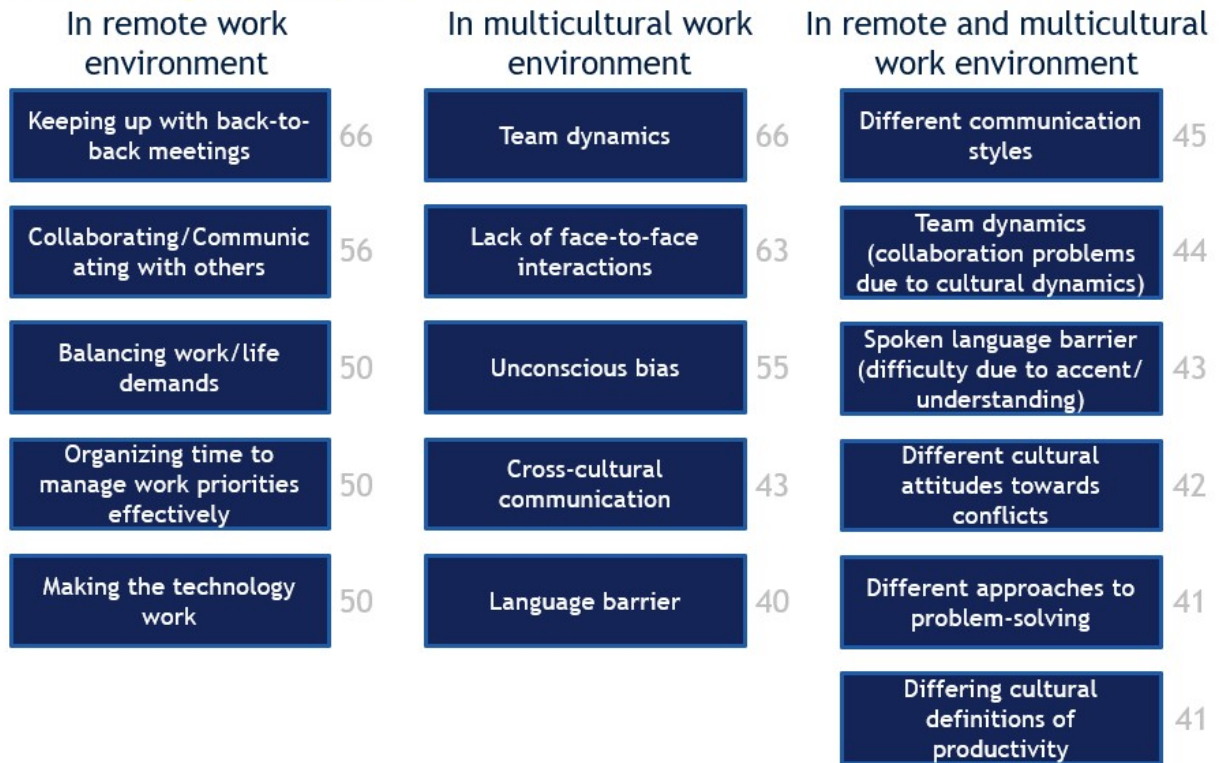 In remote work
environment
Keeping up with back-to-
back meetings
66
Collaborating/Communic
ating with others
56
Balancing work/life
demands
50
Organizing time to
manage work priorities
effectively
50
Making the technology
work
50
In multicultural work
environment
Team dynamics
66
Lack of face-to-face
interactions
63
Unconscious bias
55
Cross-cultural
communication
43
Language barrier
40
In remote and multicultural
work environment
Different communication
styles
45
Team dynamics
(collaboration problems
due to cultural dynamics)
44
Spoken language barrier
(difficulty due to accent/
understanding)
43
Different cultural
attitudes towards
conflicts
42
Different approaches to
problem-solving
41
Differing cultural
definitions of
productivity
41